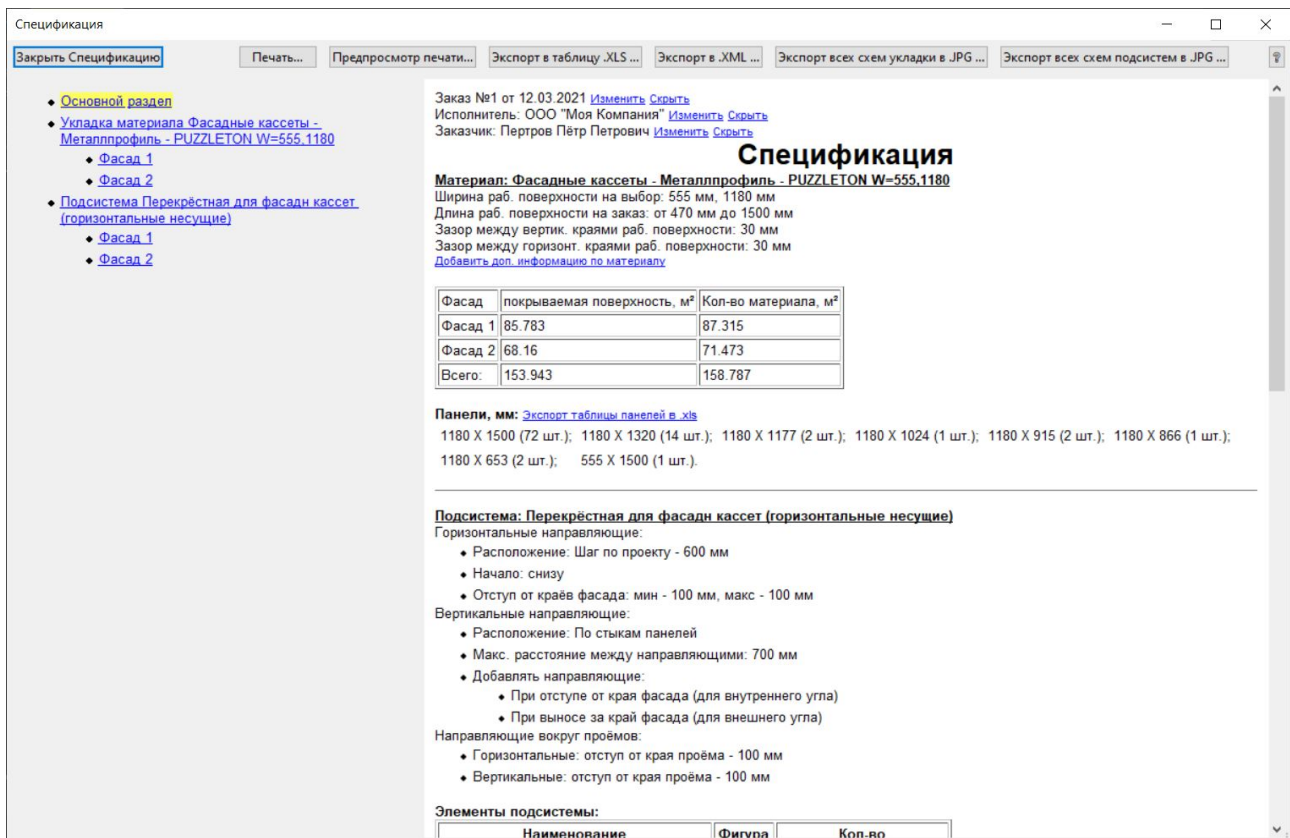 Спецификация
Закрыть Спецификацию
Печать...
Предпросмотр печати...
Экспорт в таблицу .XLS ...
Экспорт в .XML ...
Экспорт всех схем укладки в .JPG ...
Экспорт всех схем подсистем в .JPG ...
?
Основной раздел
Укладка материала Фасадные кассеты -
Металлпрофиль - PUZZLETON W=555,1180
Фасад 1
Фасад 2
Подсистема Перекрёстная для фасадн кассет
(горизонтальные несущие)
Фасад 1
Фасад 2
Заказ №1 от 12.03.2021 Изменить Скрыть
Исполнитель: ООО "Моя Компания" Изменить Скрыть
Заказчик: Пертров Пётр Петрович Изменить Скрыть
Спецификация
Материал: Фасадные кассеты - Металлпрофиль - PUZZLETON W=555,1180
Ширина раб. поверхности на выбор: 555 мм, 1180 мм
Длина раб. поверхности на заказ: от 470 мм до 1500 мм
Зазор между вертик. краями раб. поверхности: 30 мм
Зазор между горизонт. краями раб. поверхности: 30 мм
Добавить доп. информацию по материалу
Фасад покрываемая поверхность, м² Кол-во материала, м²
Фасад 1 85.783 87.315
Фасад 2 68.16 71.473
Всего: 153.943 158.787
Панели, мм: Экспорт таблицы панелей в .xls
1180 X 1500 (72 шт.); 1180 X 1320 (14 шт.); 1180 X 1177 (2 шт.); 1180 X 1024 (1 шт.); 1180 X 915 (2 шт.); 1180 X 866 (1 шт.);
1180 X 653 (2 шт.); 555 X 1500 (1 шт.).
Подсистема: Перекрёстная для фасадн кассет (горизонтальные несущие)
Горизонтальные направляющие:
Расположение: Шаг по проекту - 600 мм
Начало: снизу
Отступ от краёв фасада: мин - 100 мм, макс - 100 мм
Вертикальные направляющие:
Расположение: По стыкам панелей
Макс. расстояние между направляющими: 700 мм
Добавлять направляющие:
При отступе от края фасада (для внутреннего угла)
При выносе за край фасада (для внешнего угла)
Направляющие вокруг проёмов:
Горизонтальные: отступ от края проёма - 100 мм
Вертикальные: отступ от края проёма - 100 мм
Элементы подсистемы:
Наименование Фигура Кол-во